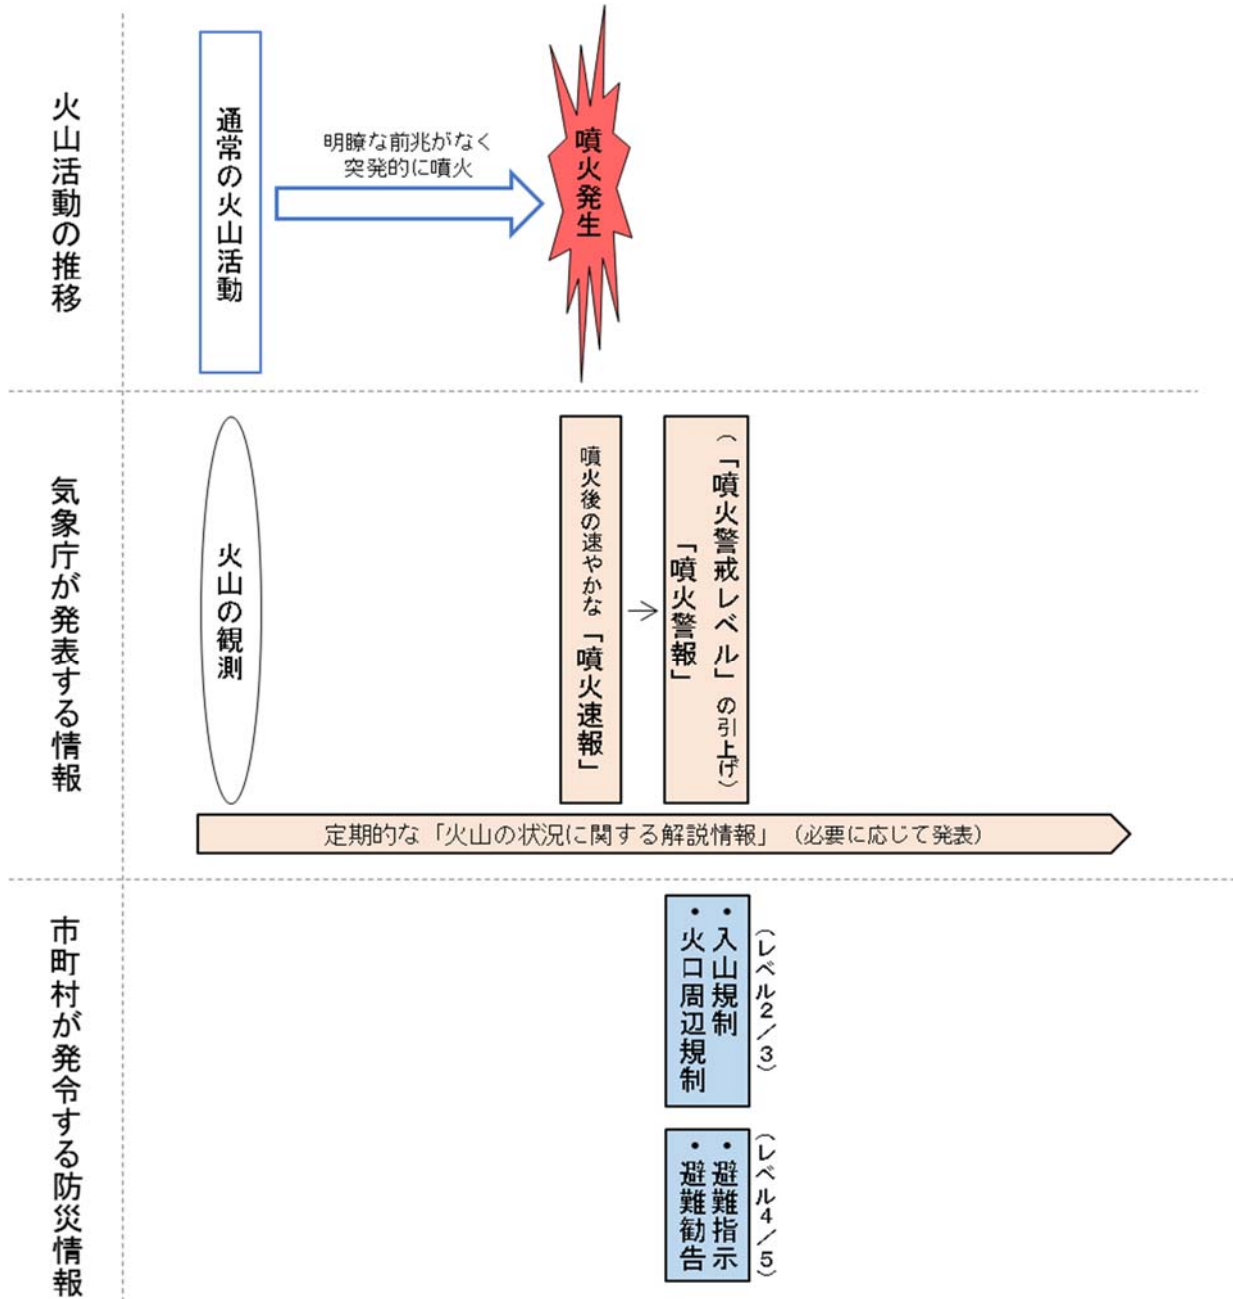 火山活動の推移
通常の火山活動
明瞭な前兆がなく
突発的に噴火
噴火発生
気象庁が発表する情報
火山の観測
噴火後の速やかな「噴火速報」
→
(「噴火警戒レベル」の引上げ)
「噴火警報」
定期的な「火山の状況に関する解説情報」(必要に応じて発表)
市町村が発令する防災情報
(レベル2/3)
・入山規制
・火口周辺規制
(レベル4/5)
・避難指示
・避難勧告